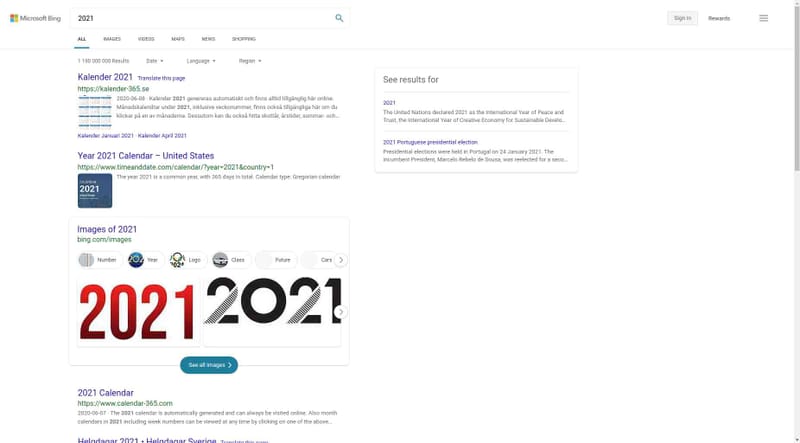 Microsoft Bing
2021
Sign in
Rewards
ALL
IMAGES
VIDEOS
MAPS
NEWS
SHOPPING
1 180 000 000 Results
Date
Language
Region
Kalender 2021 Translate this page
https://kalender-365.se
2020-06-08 · Kalender 2021 genereras automatiskt och finns alltid tillgänglig här online.
Månadskalendrar under 2021, inklusive veckonummer, finns också tillgängliga här om du
klickar på en av månaderna. Dessutom kan du också hitta skottår, årstider, sommar- och...
Kalender Januari 2021 · Kalender April 2021
Year 2021 Calendar – United States
https://www.timeanddate.com/calendar/?year=2021&country=1
2021
The year 2021 is a common year, with 365 days in total. Calendar type: Gregorian calendar
Images of 2021
bing.com/images
Number
Year
Logo
Class
Future
Cars
2021
2021
See all images
2021 Calendar
https://www.calendar-365.com
2020-06-07 · The 2021 calendar is automatically generated and can always be visited online. Also month
calendars in 2021 including week numbers can be viewed at any time by clicking on one of the above...
Helgdagar 2021 • Helgdagar Sverige Translate this page
See results for
2021
The United Nations declared 2021 as the International Year of Peace and
Trust, the International Year of Creative Economy for Sustainable Develo...
2021 Portuguese presidential election
Presidential elections were held in Portugal on 24 January 2021. The
incumbent President, Marcelo Rebelo de Sousa, was reelected for a seco...